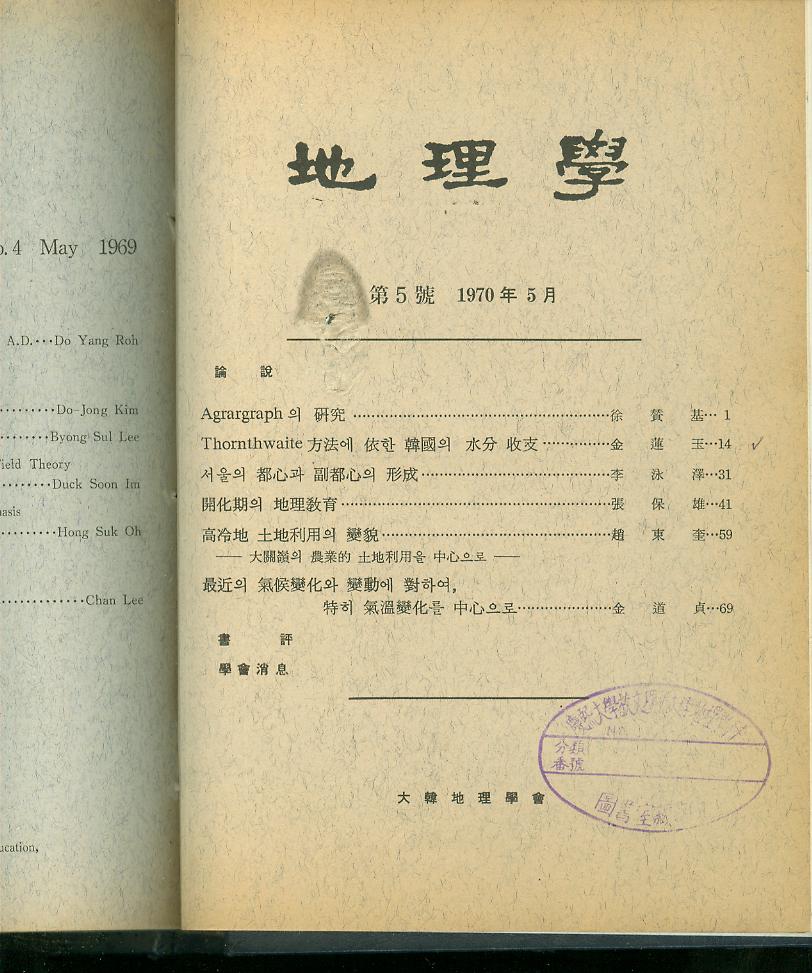 o. 4 May 1969
A.D.···Do Yang Roh
Do-Jong Kim
Byong Sul Lee
ield Theory
Duck Soon Im
asis
Hong Suk Oh
Chan Lee
ucation,
地理學
第5號 1970年 5月
論說
Agrargraph의 硏究 徐贊基… 1
Thornthwaite 方法에 依한 韓國의 水分 收支 金蓮玉…14
서울의 都心과 副都心의 形成 李泳澤…31
開化期의 地理敎育 張保雄…41
高冷地 土地利用의 變貌 趙東奎…59
—— 大關嶺의 農業的 土地利用을 中心으로 ——
最近의 氣候變化와 變動에 對하여,
特히 氣溫變化를 中心으로 金道貞…69
書評
學會消息
大韓地理學會
No.
分類
番號
圖書